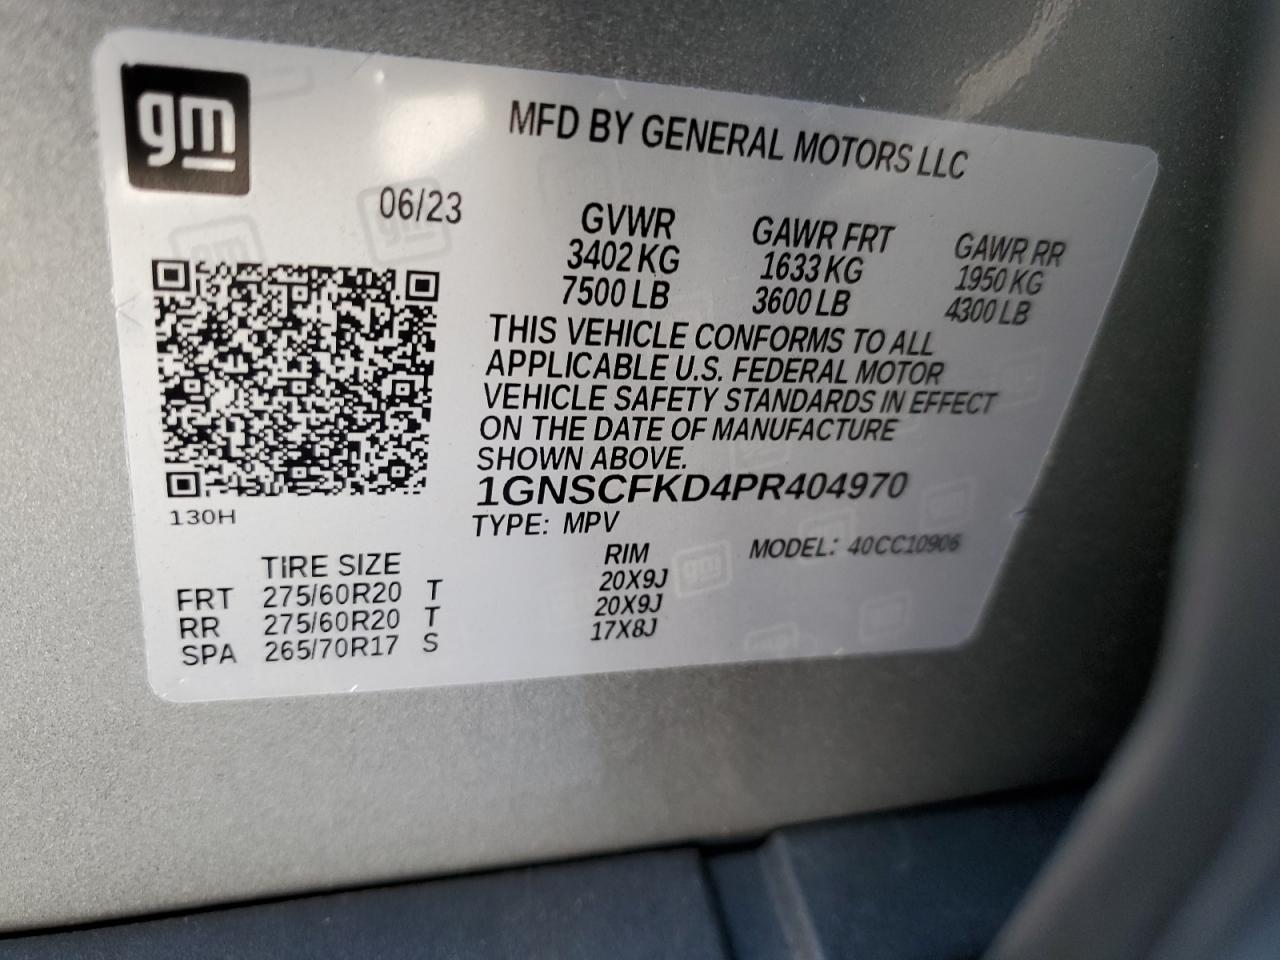 gm
MFD BY GENERAL MOTORS LLC
06/23
GVWR GAWR FRT GAWR RR
3402 KG 1633 KG 1950 KG
7500 LB 3600 LB 4300 LB
THIS VEHICLE CONFORMS TO ALL
APPLICABLE U.S. FEDERAL MOTOR
VEHICLE SAFETY STANDARDS IN EFFECT
ON THE DATE OF MANUFACTURE
SHOWN ABOVE.
1GNSCFKD4PR404970
130H
TYPE: MPV MODEL: 40CC10906
TIRE SIZE RIM
FRT 275/60R20 T 20X9J
RR 275/60R20 T 20X9J
SPA 265/70R17 S 17X8J